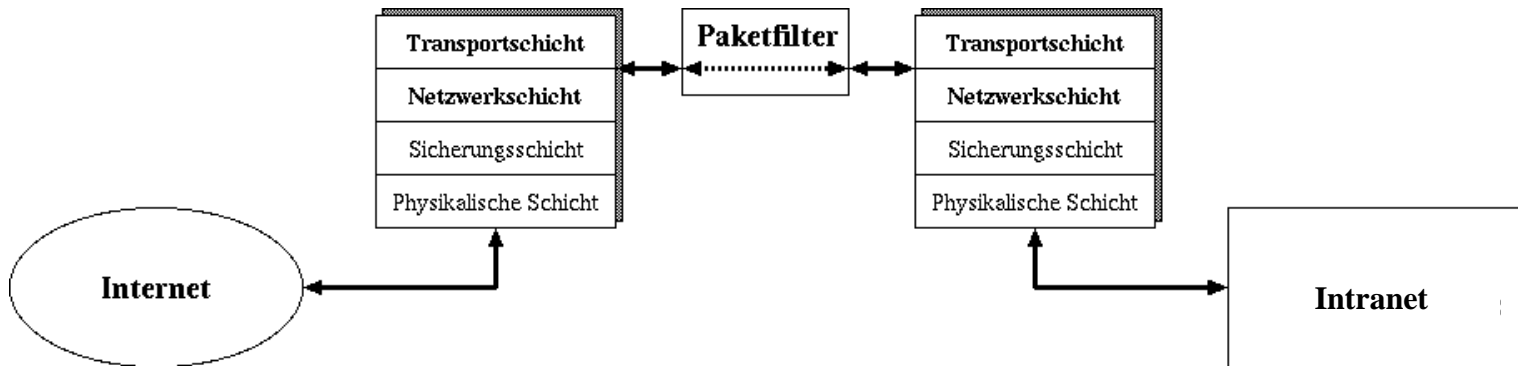 Transportschicht
Netzwerkschicht
Sicherungsschicht
Physikalische Schicht
Paketfilter
Transportschicht
Netzwerkschicht
Sicherungsschicht
Physikalische Schicht
Internet
Intranet